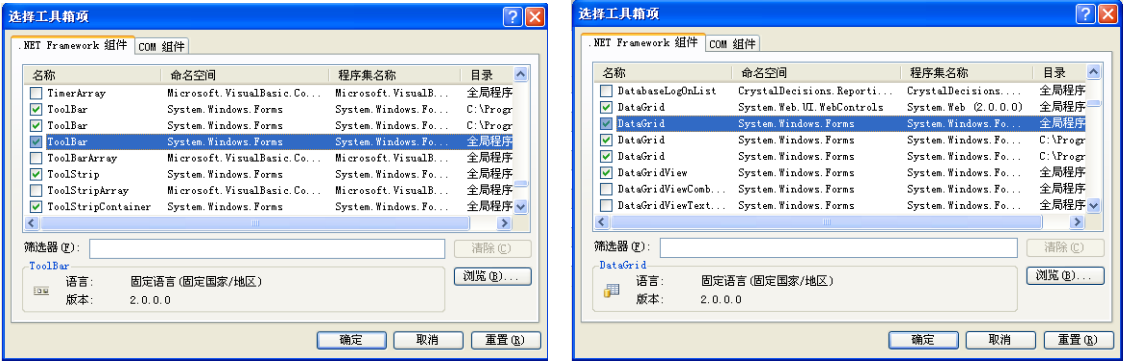 选择工具箱项
.NET Framework 组件 COM 组件
名称 命名空间 程序集名称 目录
TimerArray Microsoft.VisualBasic.Co... Microsoft.VisualB... 全局程序
ToolBar System.Windows.Forms System.Windows.Fo... C:\Progr
ToolBar System.Windows.Forms System.Windows.Fo... C:\Progr
ToolBar System.Windows.Forms System.Windows.Fo... 全局程序
ToolBarArray Microsoft.VisualBasic.Co... Microsoft.VisualB... 全局程序
ToolStrip System.Windows.Forms System.Windows.Fo... 全局程序
ToolStripArray Microsoft.VisualBasic.Co... Microsoft.VisualB... 全局程序
ToolStripContainer System.Windows.Forms System.Windows.Fo... 全局程序
筛选器(F):
清除(C)
ToolBar
语言: 固定语言(固定国家/地区)
版本: 2.0.0.0
浏览(B)...
确定 取消 重置(R)
选择工具箱项
.NET Framework 组件 COM 组件
名称 命名空间 程序集名称 目录
DatabaseLogOnList CrystalDecisions.Reporti... CrystalDecisions.... 全局程序
DataGrid System.Web.UI.WebControls System.Web (2.0.0.0) 全局程序
DataGrid System.Windows.Forms System.Windows.Fo... 全局程序
DataGrid System.Windows.Forms System.Windows.Fo... C:\Progr
DataGrid System.Windows.Forms System.Windows.Fo... C:\Progr
DataGridView System.Windows.Forms System.Windows.Fo... 全局程序
DataGridViewComb... System.Windows.Forms System.Windows.Fo... 全局程序
DataGridViewText... System.Windows.Forms System.Windows.Fo... 全局程序
筛选器(F):
清除(C)
DataGrid
语言: 固定语言(固定国家/地区)
版本: 2.0.0.0
浏览(B)...
确定 取消 重置(R)